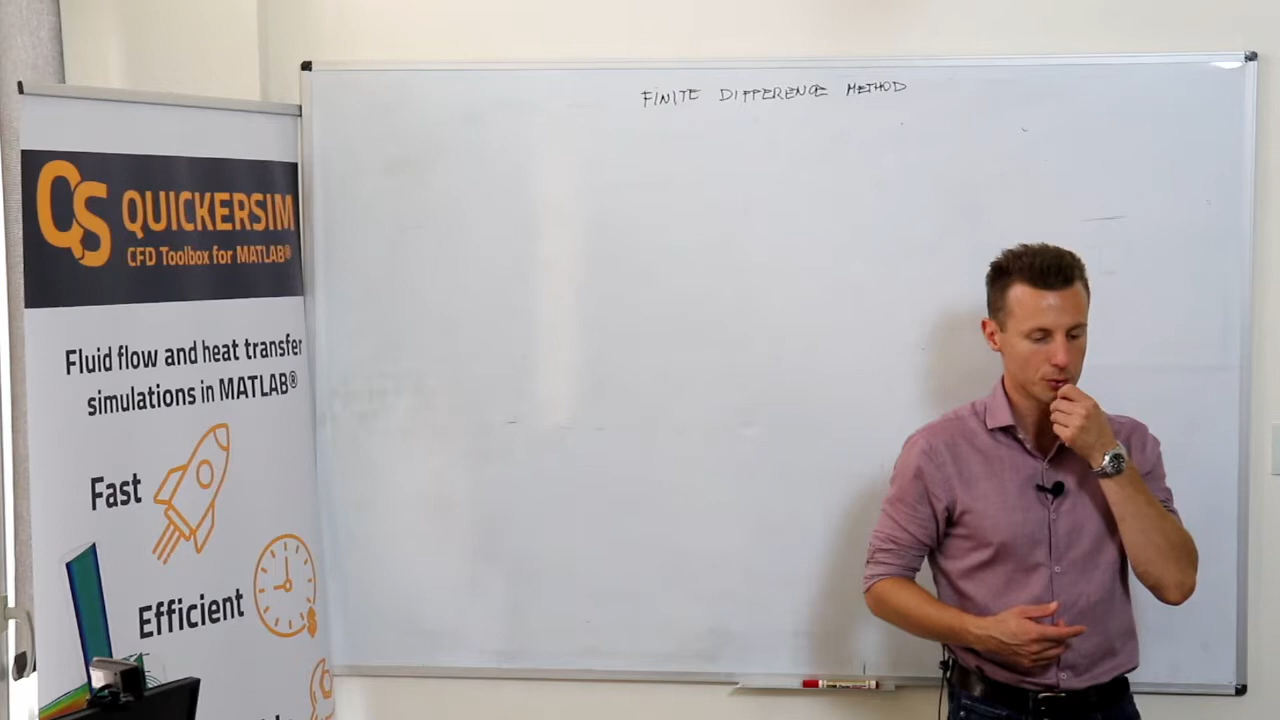 FINITE DIFFERENCE METHOD
QS QUICKERSIM
CFD Toolbox for MATLAB®
Fluid flow and heat transfer
simulations in MATLAB®
Fast
Efficient